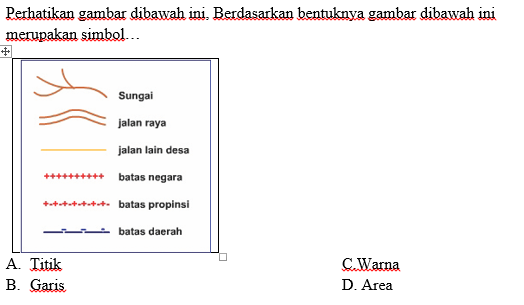 Perhatikan gambar dibawah ini. Berdasarkan bentuknya gambar dibawah ini
merupakan simbol…
Sungai
jalan raya
jalan lain desa
batas negara
batas propinsi
batas daerah
A. Titik
C.Warna
B. Garis
D. Area